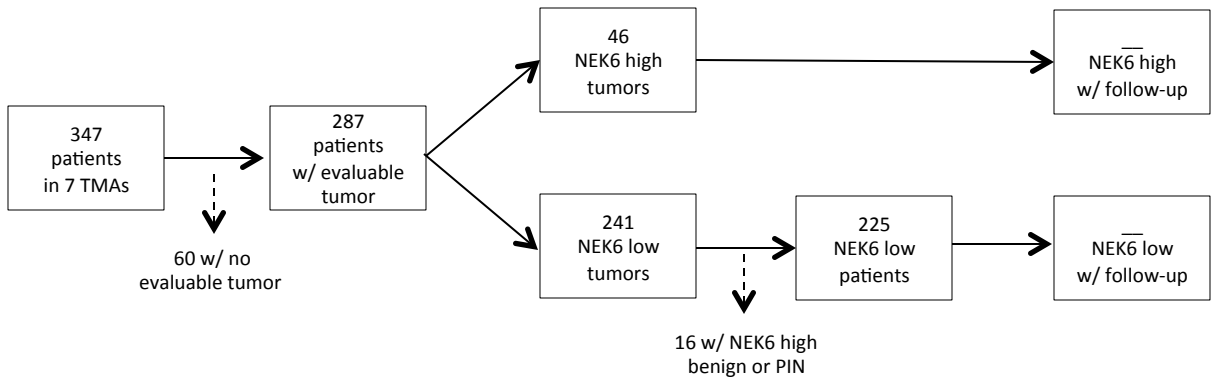 347
patients
in 7 TMAs
60 w/ no
evaluable tumor
287
patients
w/ evaluable
tumor
46
NEK6 high
tumors
__
NEK6 high
w/ follow-up
241
NEK6 low
tumors
16 w/ NEK6 high
benign or PIN
225
NEK6 low
patients
__
NEK6 low
w/ follow-up